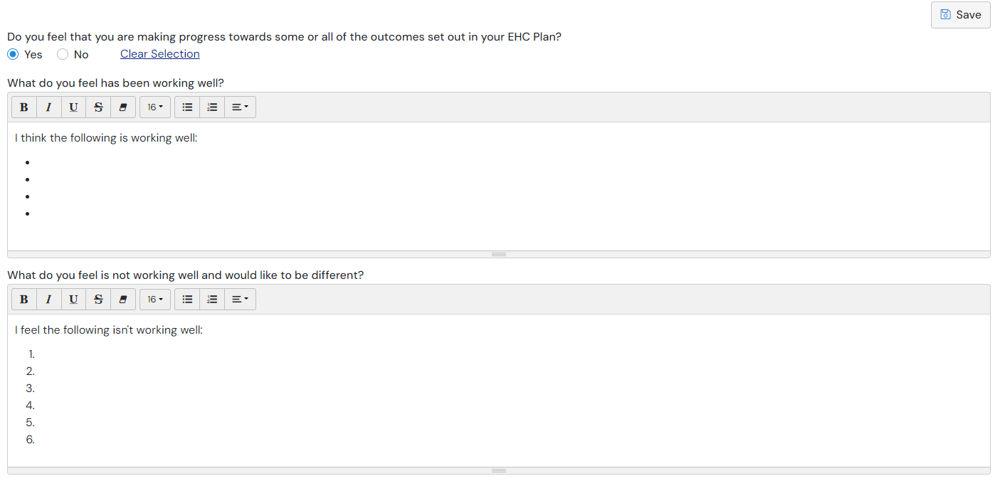 Save
Do you feel that you are making progress towards some or all of the outcomes set out in your EHC Plan?
Yes No Clear Selection
What do you feel has been working well?
B I U S 16
I think the following is working well:
•
•
•
•
What do you feel is not working well and would like to be different?
B I U S 16
I feel the following isn't working well:
1.
2.
3.
4.
5.
6.